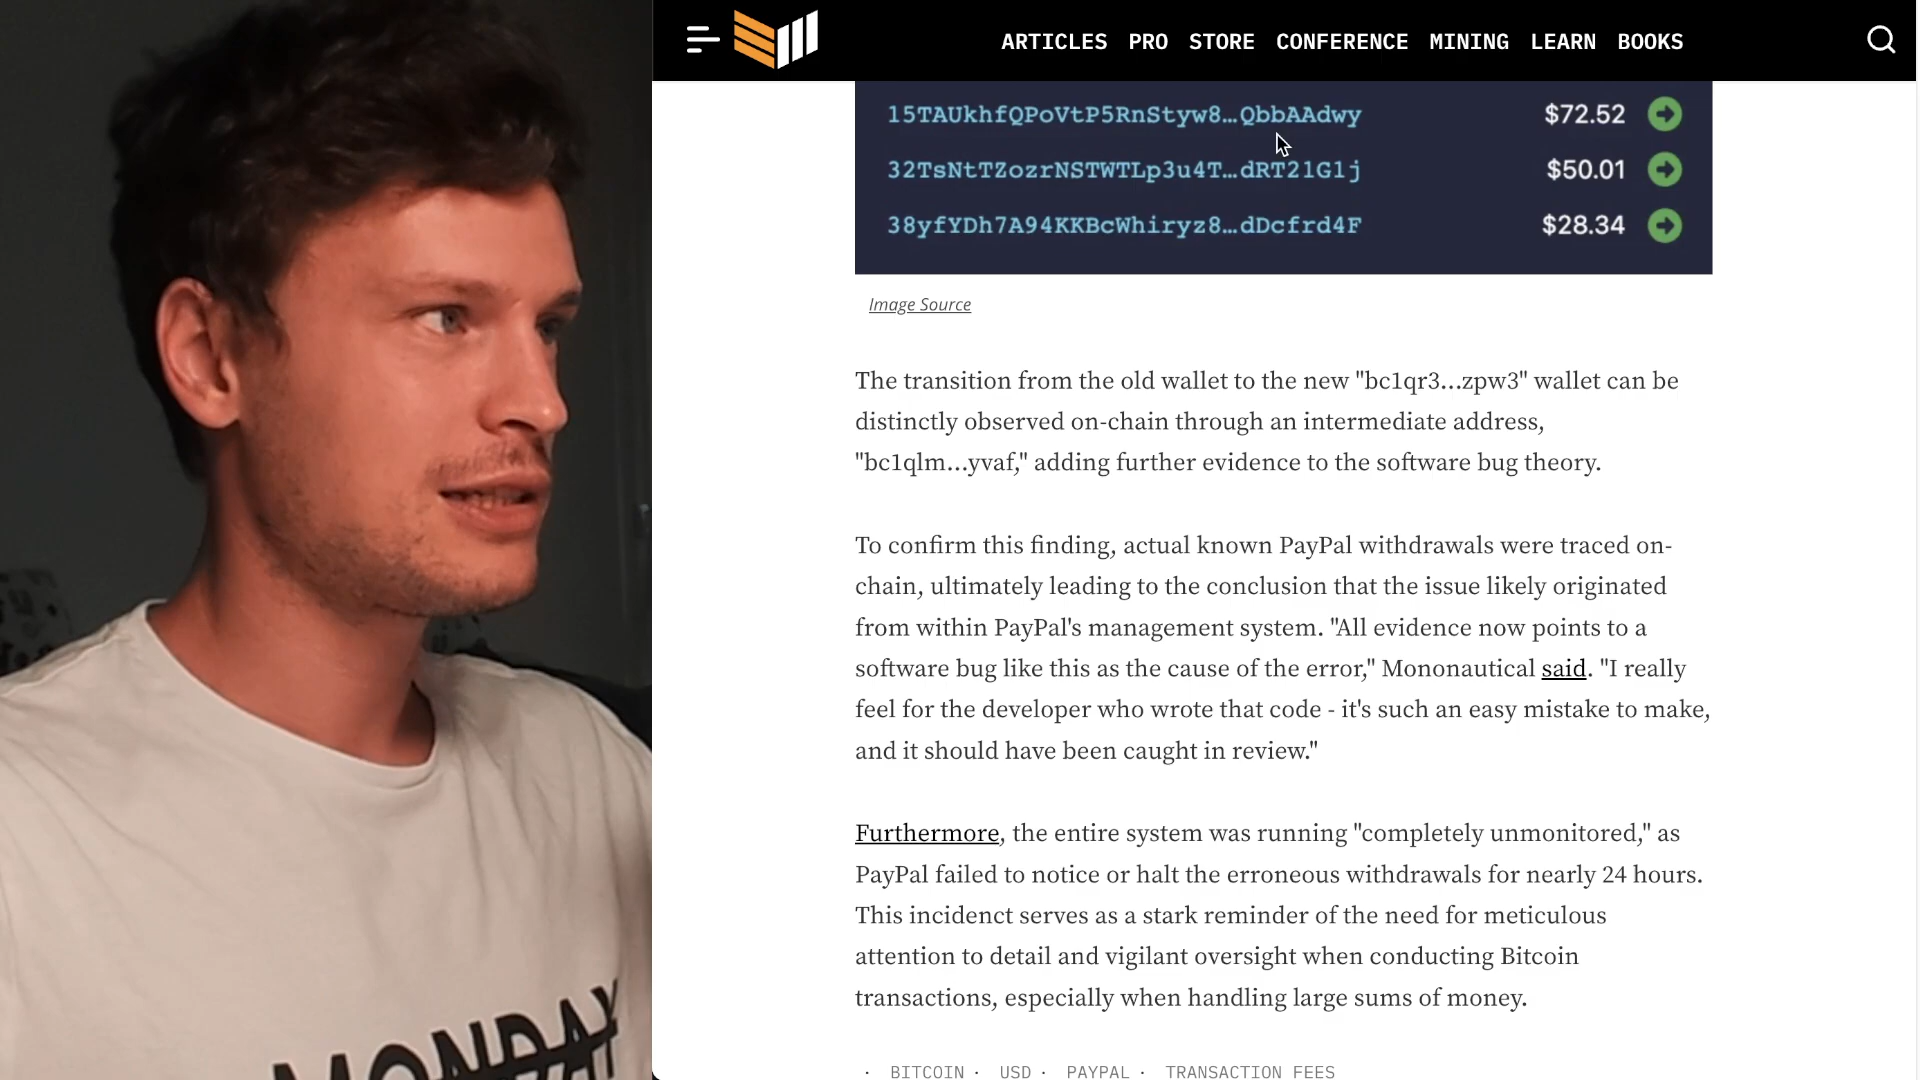 ARTICLES PRO STORE CONFERENCE MINING LEARN BOOKS
15TAUkhfQPoVtP5RnStyw8…QbbAAdwy $72.52
32TsNtTZozrNSTWTLp3u4T…dRT21G1j $50.01
38yfYDh7A94KKBcWhiryz8…dDcfrd4F $28.34
Image Source
The transition from the old wallet to the new "bc1qr3…zpw3" wallet can be
distinctly observed on-chain through an intermediate address,
"bc1qlm…yvaf," adding further evidence to the software bug theory.
To confirm this finding, actual known PayPal withdrawals were traced on-
chain, ultimately leading to the conclusion that the issue likely originated
from within PayPal's management system. "All evidence now points to a
software bug like this as the cause of the error," Mononautical said. "I really
feel for the developer who wrote that code - it's such an easy mistake to make,
and it should have been caught in review."
Furthermore, the entire system was running "completely unmonitored," as
PayPal failed to notice or halt the erroneous withdrawals for nearly 24 hours.
This incidenct serves as a stark reminder of the need for meticulous
attention to detail and vigilant oversight when conducting Bitcoin
transactions, especially when handling large sums of money.
· BITCOIN · USD · PAYPAL · TRANSACTION FEES
MONDAY